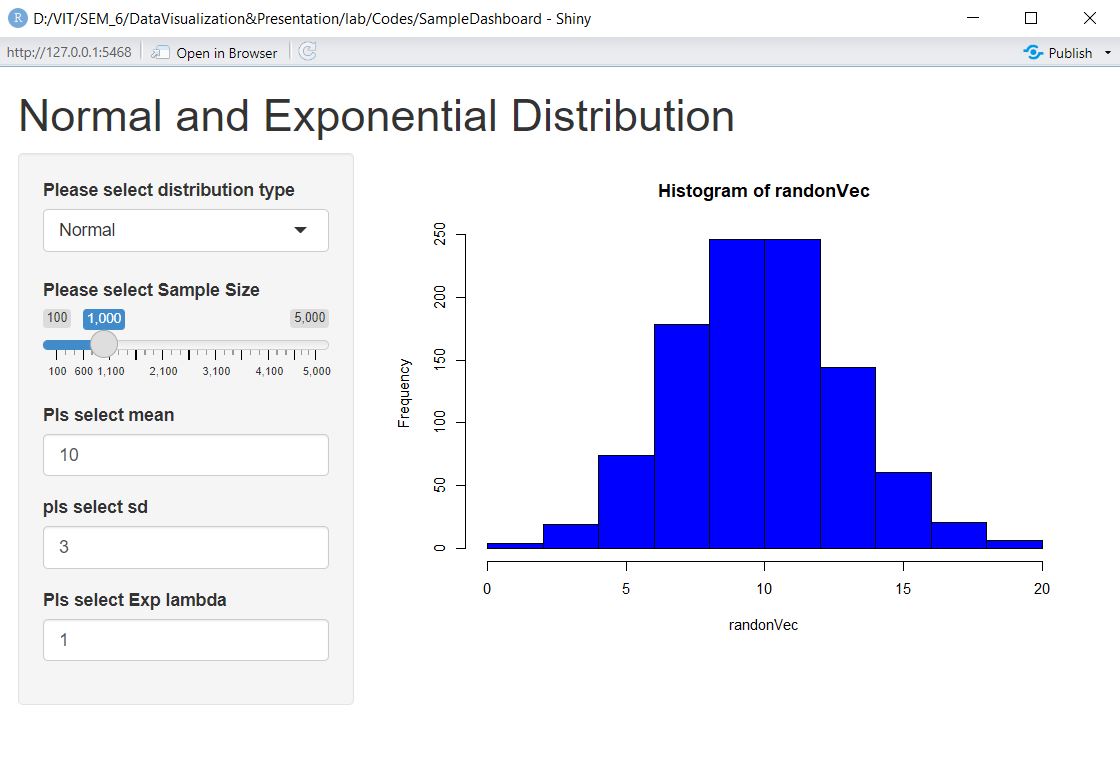 R D:/VIT/SEM_6/DataVisualization&Presentation/lab/Codes/SampleDashboard - Shiny
http://127.0.0.1:5468 Open in Browser Publish
Normal and Exponential Distribution
Please select distribution type
Normal
Please select Sample Size
100 1,000 5,000
100 600 1,100 2,100 3,100 4,100 5,000
Pls select mean
10
pls select sd
3
Pls select Exp lambda
1
Histogram of randonVec
Frequency
250
200
150
100
50
0
0 5 10 15 20
randonVec